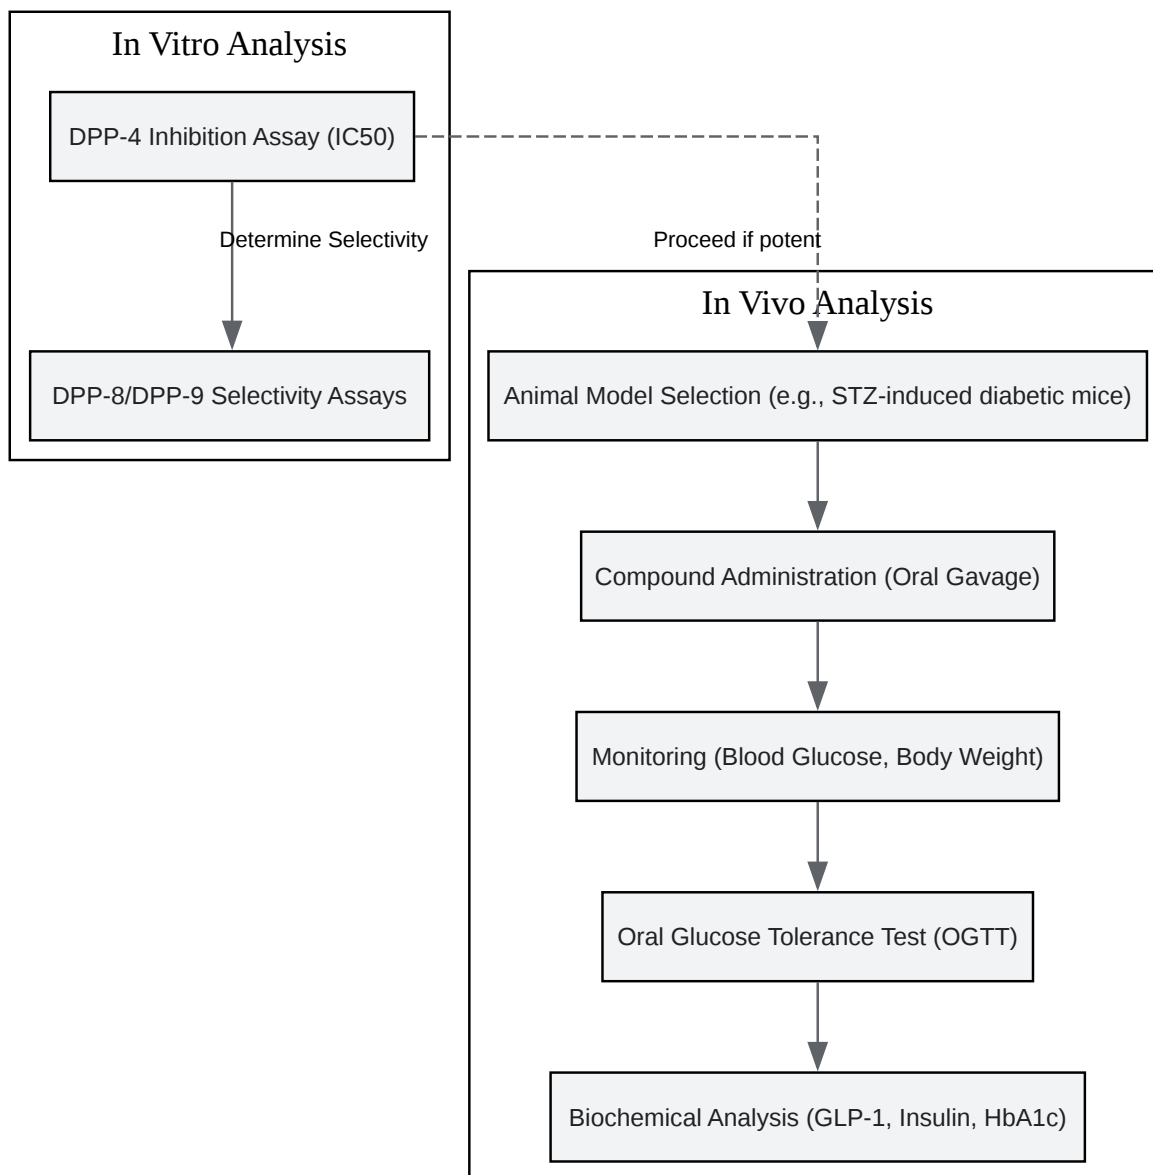 In Vitro Analysis
DPP-4 Inhibition Assay (IC50)
Determine Selectivity
Proceed if potent
DPP-8/DPP-9 Selectivity Assays
In Vivo Analysis
Animal Model Selection (e.g., STZ-induced diabetic mice)
Compound Administration (Oral Gavage)
Monitoring (Blood Glucose, Body Weight)
Oral Glucose Tolerance Test (OGTT)
Biochemical Analysis (GLP-1, Insulin, HbA1c)